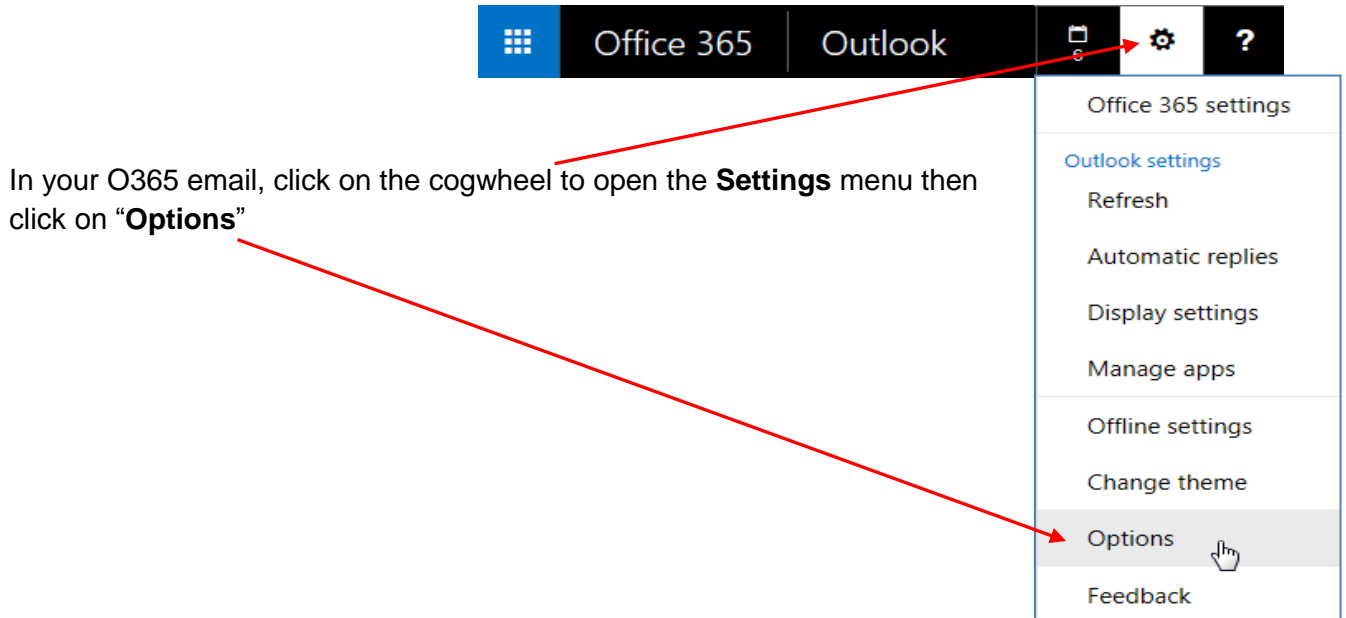 Office 365 Outlook 6 ?
Office 365 settings
Outlook settings
Refresh
In your O365 email, click on the cogwheel to open the Settings menu then
click on “Options”
Automatic replies
Display settings
Manage apps
Offline settings
Change theme
Options
Feedback